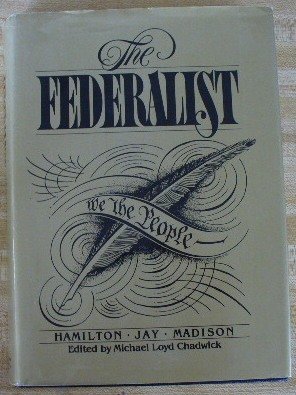 The
FEDERALIST
We the People
HAMILTON · JAY · MADISON
Edited by Michael Loyd Chadwick